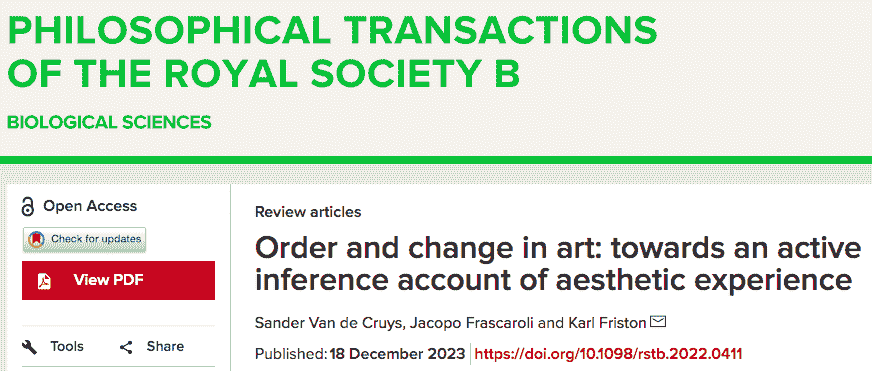 PHILOSOPHICAL TRANSACTIONS
OF THE ROYAL SOCIETY B
BIOLOGICAL SCIENCES
Open Access
Check for updates
View PDF
Tools
Share
Review articles
Order and change in art: towards an active
inference account of aesthetic experience
Sander Van de Cruys, Jacopo Frascaroli and Karl Friston
Published: 18 December 2023 https://doi.org/10.1098/rstb.2022.0411